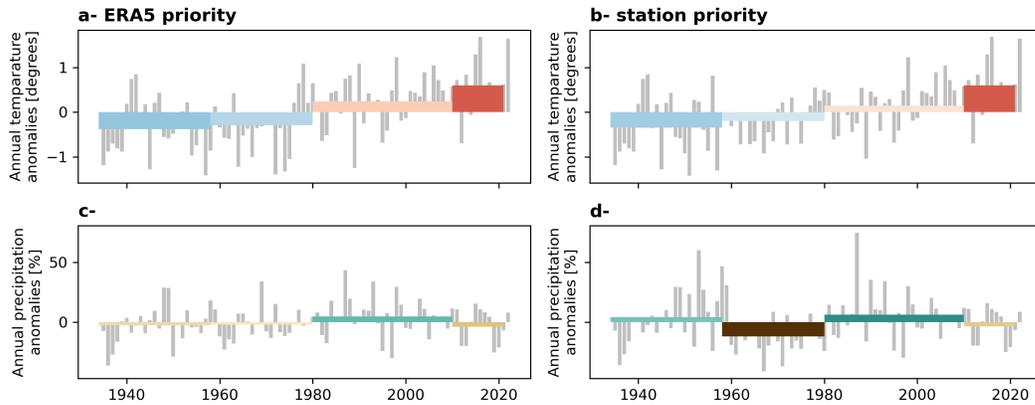 a- ERA5 priority
b- station priority
Annual temparature
anomalies [degrees]
1
0
−1
Annual temparature
anomalies [degrees]
c-
d-
Annual precipitation
anomalies [%]
50
0
1940
1960
1980
2000
2020
Annual precipitation
anomalies [%]
1940
1960
1980
2000
2020